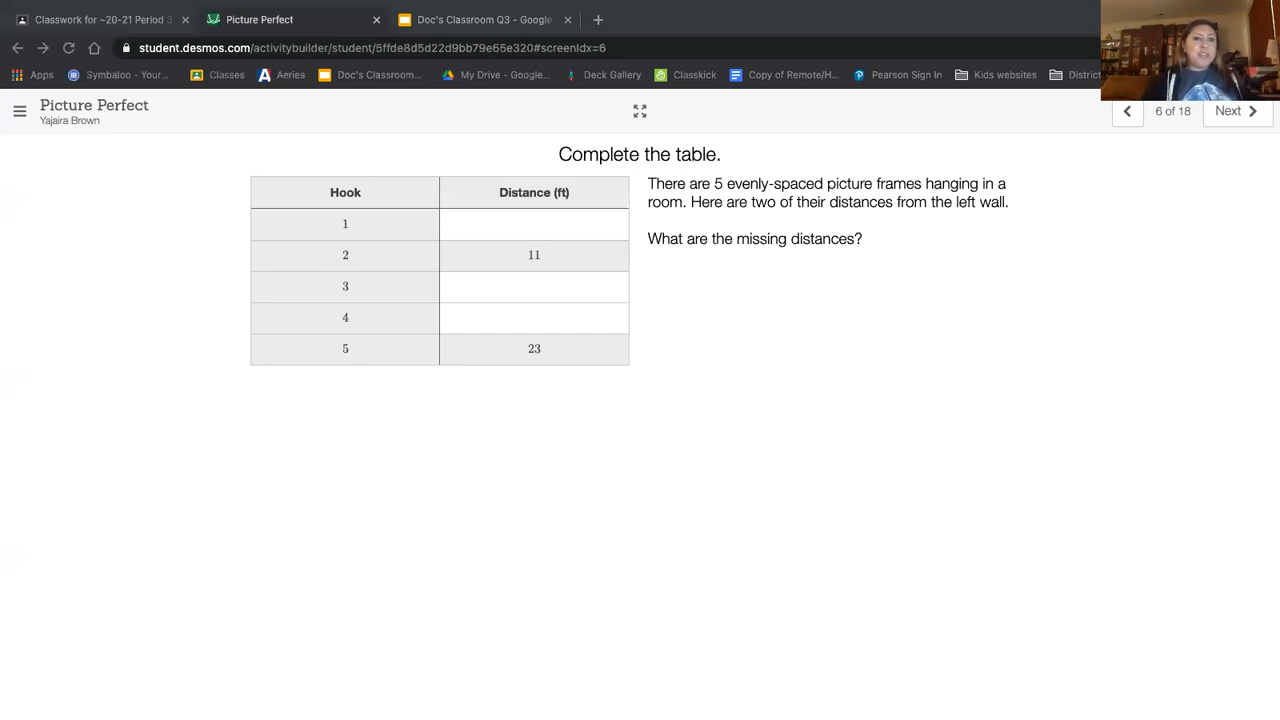 Classwork for ~20-21 Period 3
Picture Perfect
Doc's Classroom Q3 - Google
student.desmos.com/activitybuilder/student/5ffde8d5d22d9bb79e65e320#screenIdx=6
Apps Symbaloo - Your... Classes Aeries Doc's Classroom... My Drive - Google... Deck Gallery Classkick Copy of Remote/H... Pearson Sign In Kids websites District
Picture Perfect
Yajaira Brown
6 of 18 Next
Complete the table.
Hook Distance (ft)
1
2 11
3
4
5 23
There are 5 evenly-spaced picture frames hanging in a
room. Here are two of their distances from the left wall.
What are the missing distances?